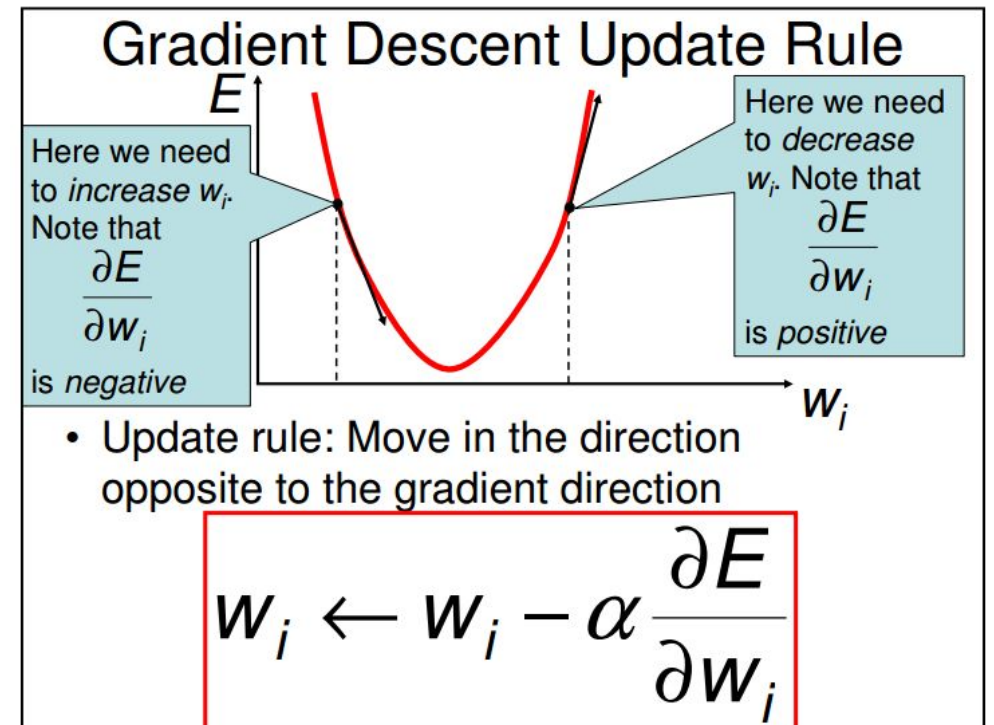 Gradient Descent Update Rule
E
Here we need
to increase wᵢ.
Note that
∂E
∂wᵢ
is negative
Here we need
to decrease
wᵢ. Note that
∂E
∂wᵢ
is positive
wᵢ
• Update rule: Move in the direction
opposite to the gradient direction
wᵢ ← wᵢ − α ∂E/∂wᵢ